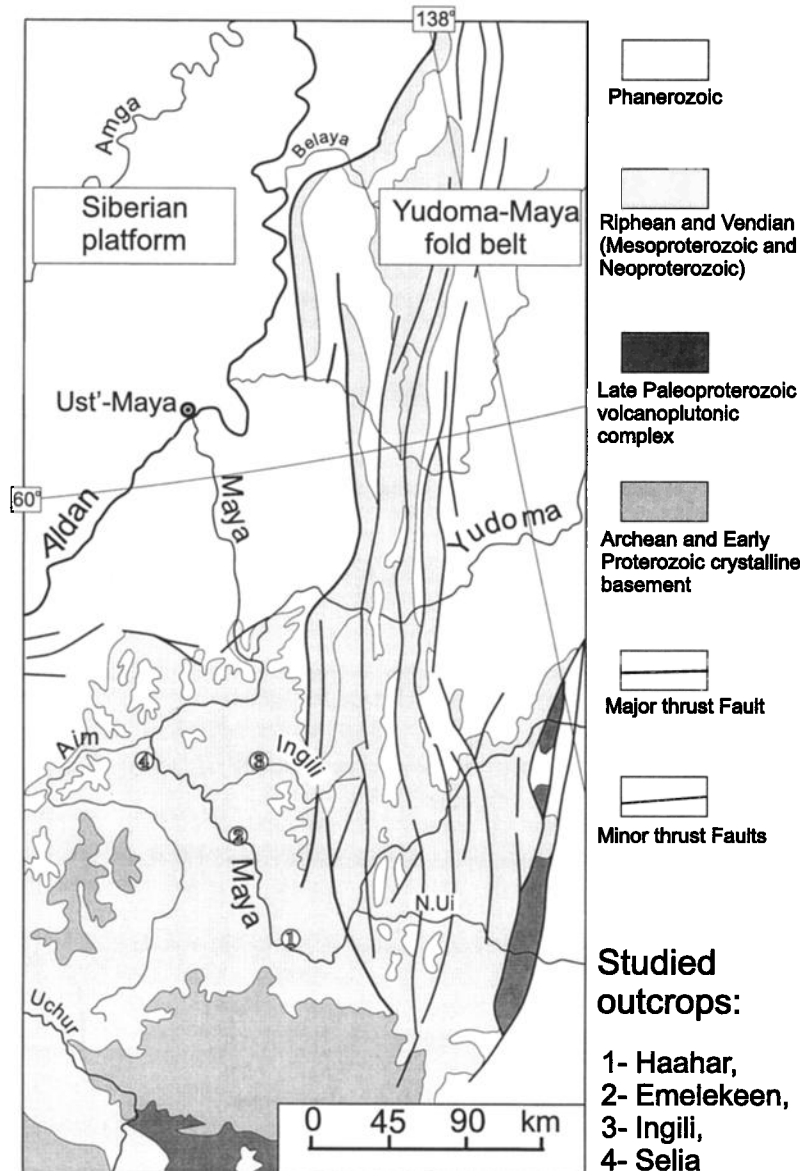 138°
Amga
Belaya
Siberian
platform
Yudoma-Maya
fold belt
Ust'-Maya
60°
Aldan
Maya
Yudoma
Aim
4
3
Ingili
2
Maya
N.Ui
1
Uchur
0 45 90 km
Phanerozoic
Riphean and Vendian
(Mesoproterozoic and
Neoproterozoic)
Late Paleoproterozoic
volcanoplutonic
complex
Archean and Early
Proterozoic crystalline
basement
Major thrust Fault
Minor thrust Faults
Studied
outcrops:
1- Haahar,
2- Emelekeen,
3- Ingili,
4- Selia